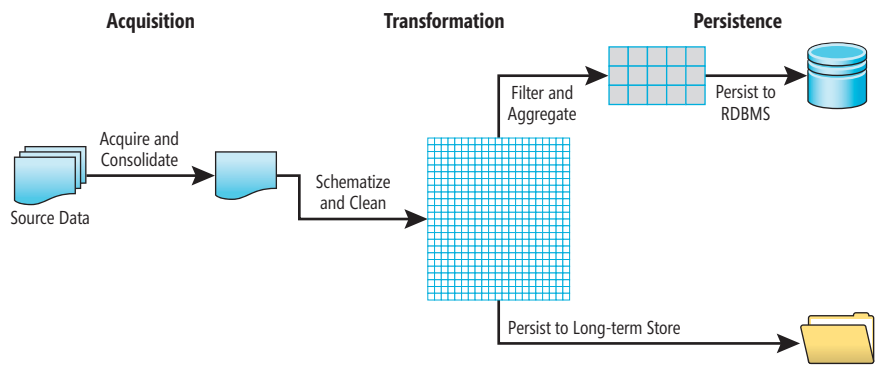 Acquisition
Transformation
Persistence
Acquire and
Consolidate
Source Data
Schematize
and Clean
Filter and
Aggregate
Persist to
RDBMS
Persist to Long-term Store